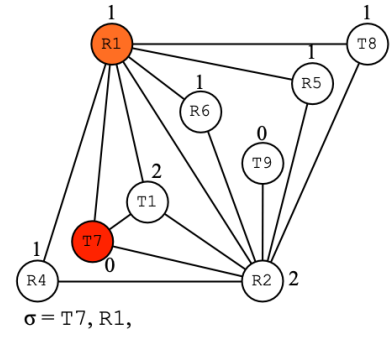 1 1
R1 T8
1
R5
1
R6
0
T9
2
T1
T7
0
1
R4 R2 2
σ = T7, R1,